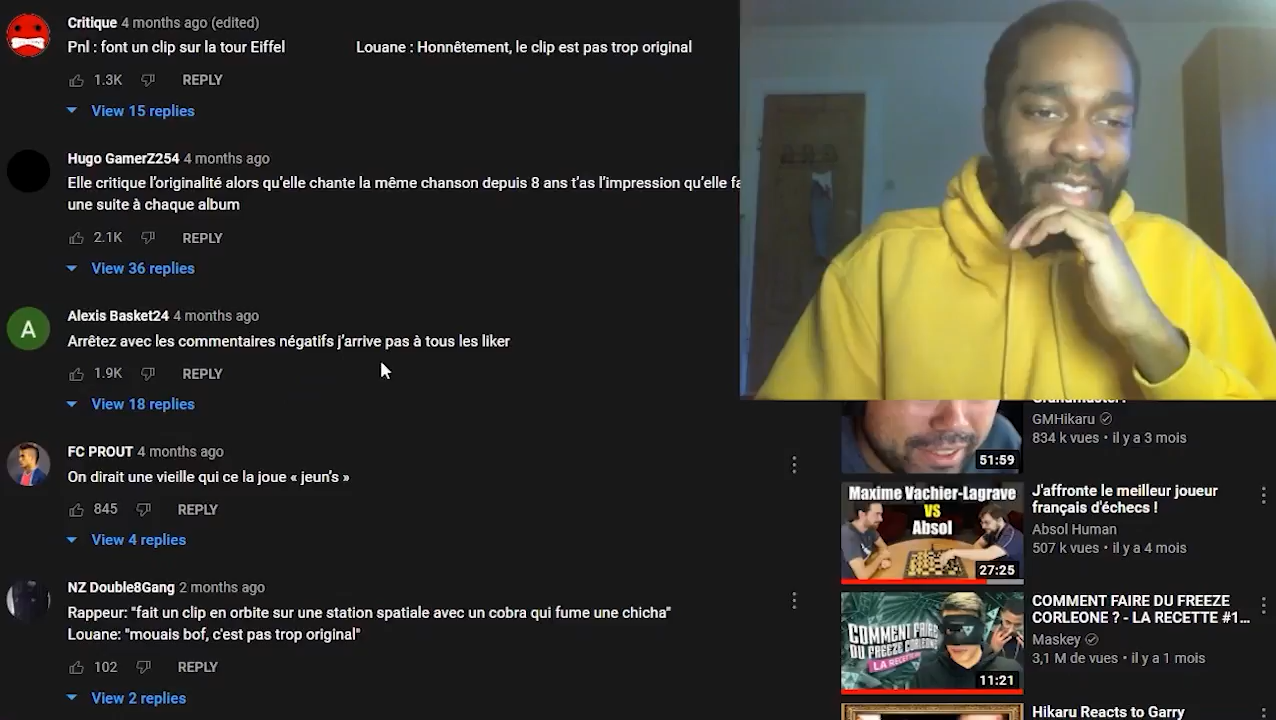 Critique 4 months ago (edited)
Pnl : font un clip sur la tour Eiffel Louane : Honnêtement, le clip est pas trop original
1.3K REPLY
View 15 replies
Hugo GamerZ254 4 months ago
Elle critique l'originalité alors qu'elle chante la même chanson depuis 8 ans t'as l'impression qu'elle
une suite à chaque album
2.1K REPLY
View 36 replies
Alexis Basket24 4 months ago
A
Arrêtez avec les commentaires négatifs j'arrive pas à tous les liker
1.9K REPLY
View 18 replies
FC PROUT 4 months ago
On dirait une vieille qui ce la joue « jeun's »
845 REPLY
View 4 replies
NZ Double8Gang 2 months ago
Rappeur: "fait un clip en orbite sur une station spatiale avec un cobra qui fume une chicha"
Louane: "mouais bof, c'est pas trop original"
102 REPLY
View 2 replies
GMHikaru
834 k vues • il y a 3 mois
51:59
Maxime Vachier-Lagrave
VS
Absol
27:25
J'affronte le meilleur joueur
français d'échecs !
Absol Human
507 k vues • il y a 4 mois
COMMENT FAIRE
DU FREEZE
CORLEONE ?
LA RECETTE
11:21
COMMENT FAIRE DU FREEZE
CORLEONE ? - LA RECETTE #1...
Maskey
3,1 M de vues • il y a 1 mois
Hikaru Reacts to Garry